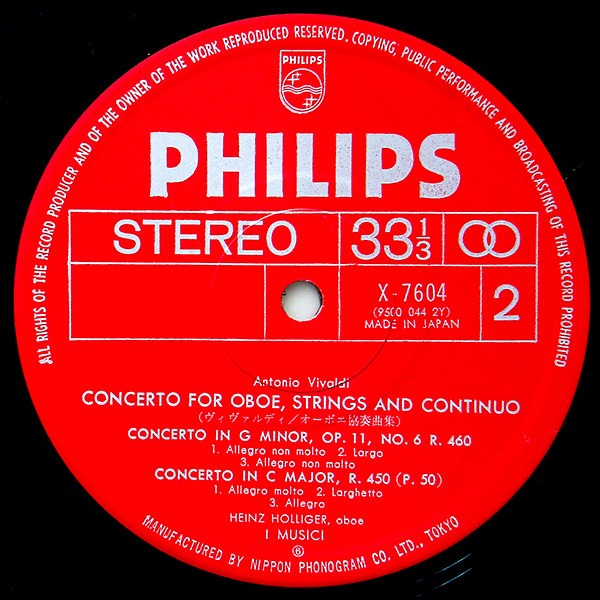 ALL RIGHTS OF THE RECORD PRODUCER AND OF THE OWNER OF THE WORK REPRODUCED RESERVED. COPYING, PUBLIC PERFORMANCE AND BROADCASTING OF THIS RECORD PROHIBITED
PHILIPS
PHILIPS
STEREO 33 1/3
X-7604
(9500 044 2Y)
MADE IN JAPAN
2
Antonio Vivaldi
CONCERTO FOR OBOE, STRINGS AND CONTINUO
(ヴィヴァルディ/オーボエ協奏曲集)
CONCERTO IN G MINOR, OP. 11, NO. 6 R. 460
1. Allegro non molto 2. Largo
3. Allegro non molto
CONCERTO IN C MAJOR, R. 450 (P. 50)
1. Allegro molto 2. Larghetto
3. Allegro
HEINZ HOLLIGER, oboe
I MUSICI
⑥
MANUFACTURED BY NIPPON PHONOGRAM CO. LTD., TOKYO